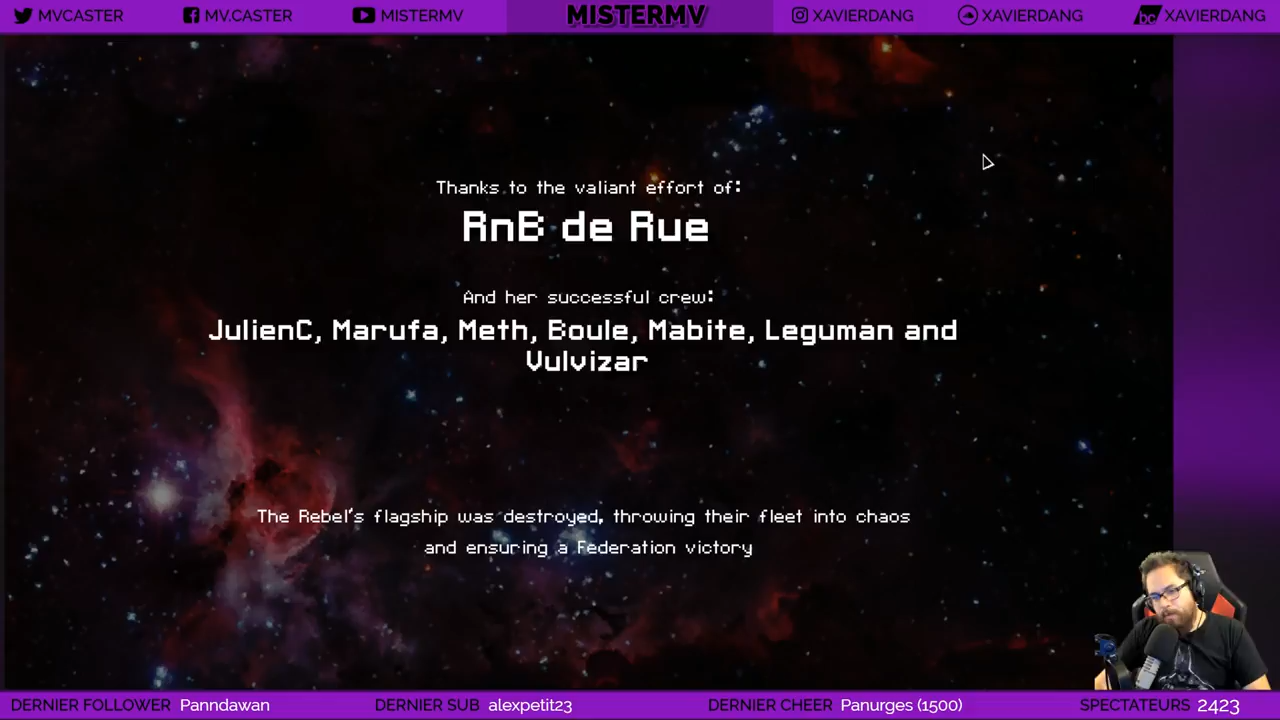 MVCASTER MV.CASTER MISTERMV MISTERMV XAVIERDANG XAVIERDANG bc XAVIERDANG
Thanks to the valiant effort of:
RnB de Rue
And her successful crew:
JulienC, Marufa, Meth, Boule, Mabite, Leguman and
Vulvizar
The Rebel's flagship was destroyed, throwing their fleet into chaos
and ensuring a Federation victory
DERNIER FOLLOWER Panndawan DERNIER SUB alexpetit23 DERNIER CHEER Panurges (1500) SPECTATEURS 2423